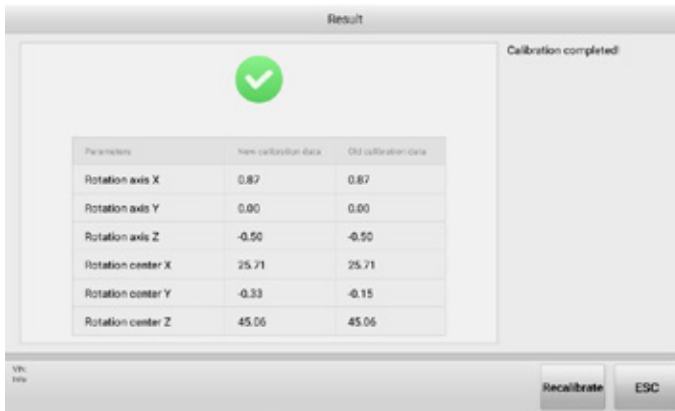 Result
Calibration completed!
Parameters New calibration data Old calibration data
Rotation axis X 0.87 0.87
Rotation axis Y 0.00 0.00
Rotation axis Z -0.50 -0.50
Rotation center X 25.71 25.71
Rotation center Y -0.33 -0.15
Rotation center Z 45.06 45.06
VIN:
Info
Recalibrate ESC